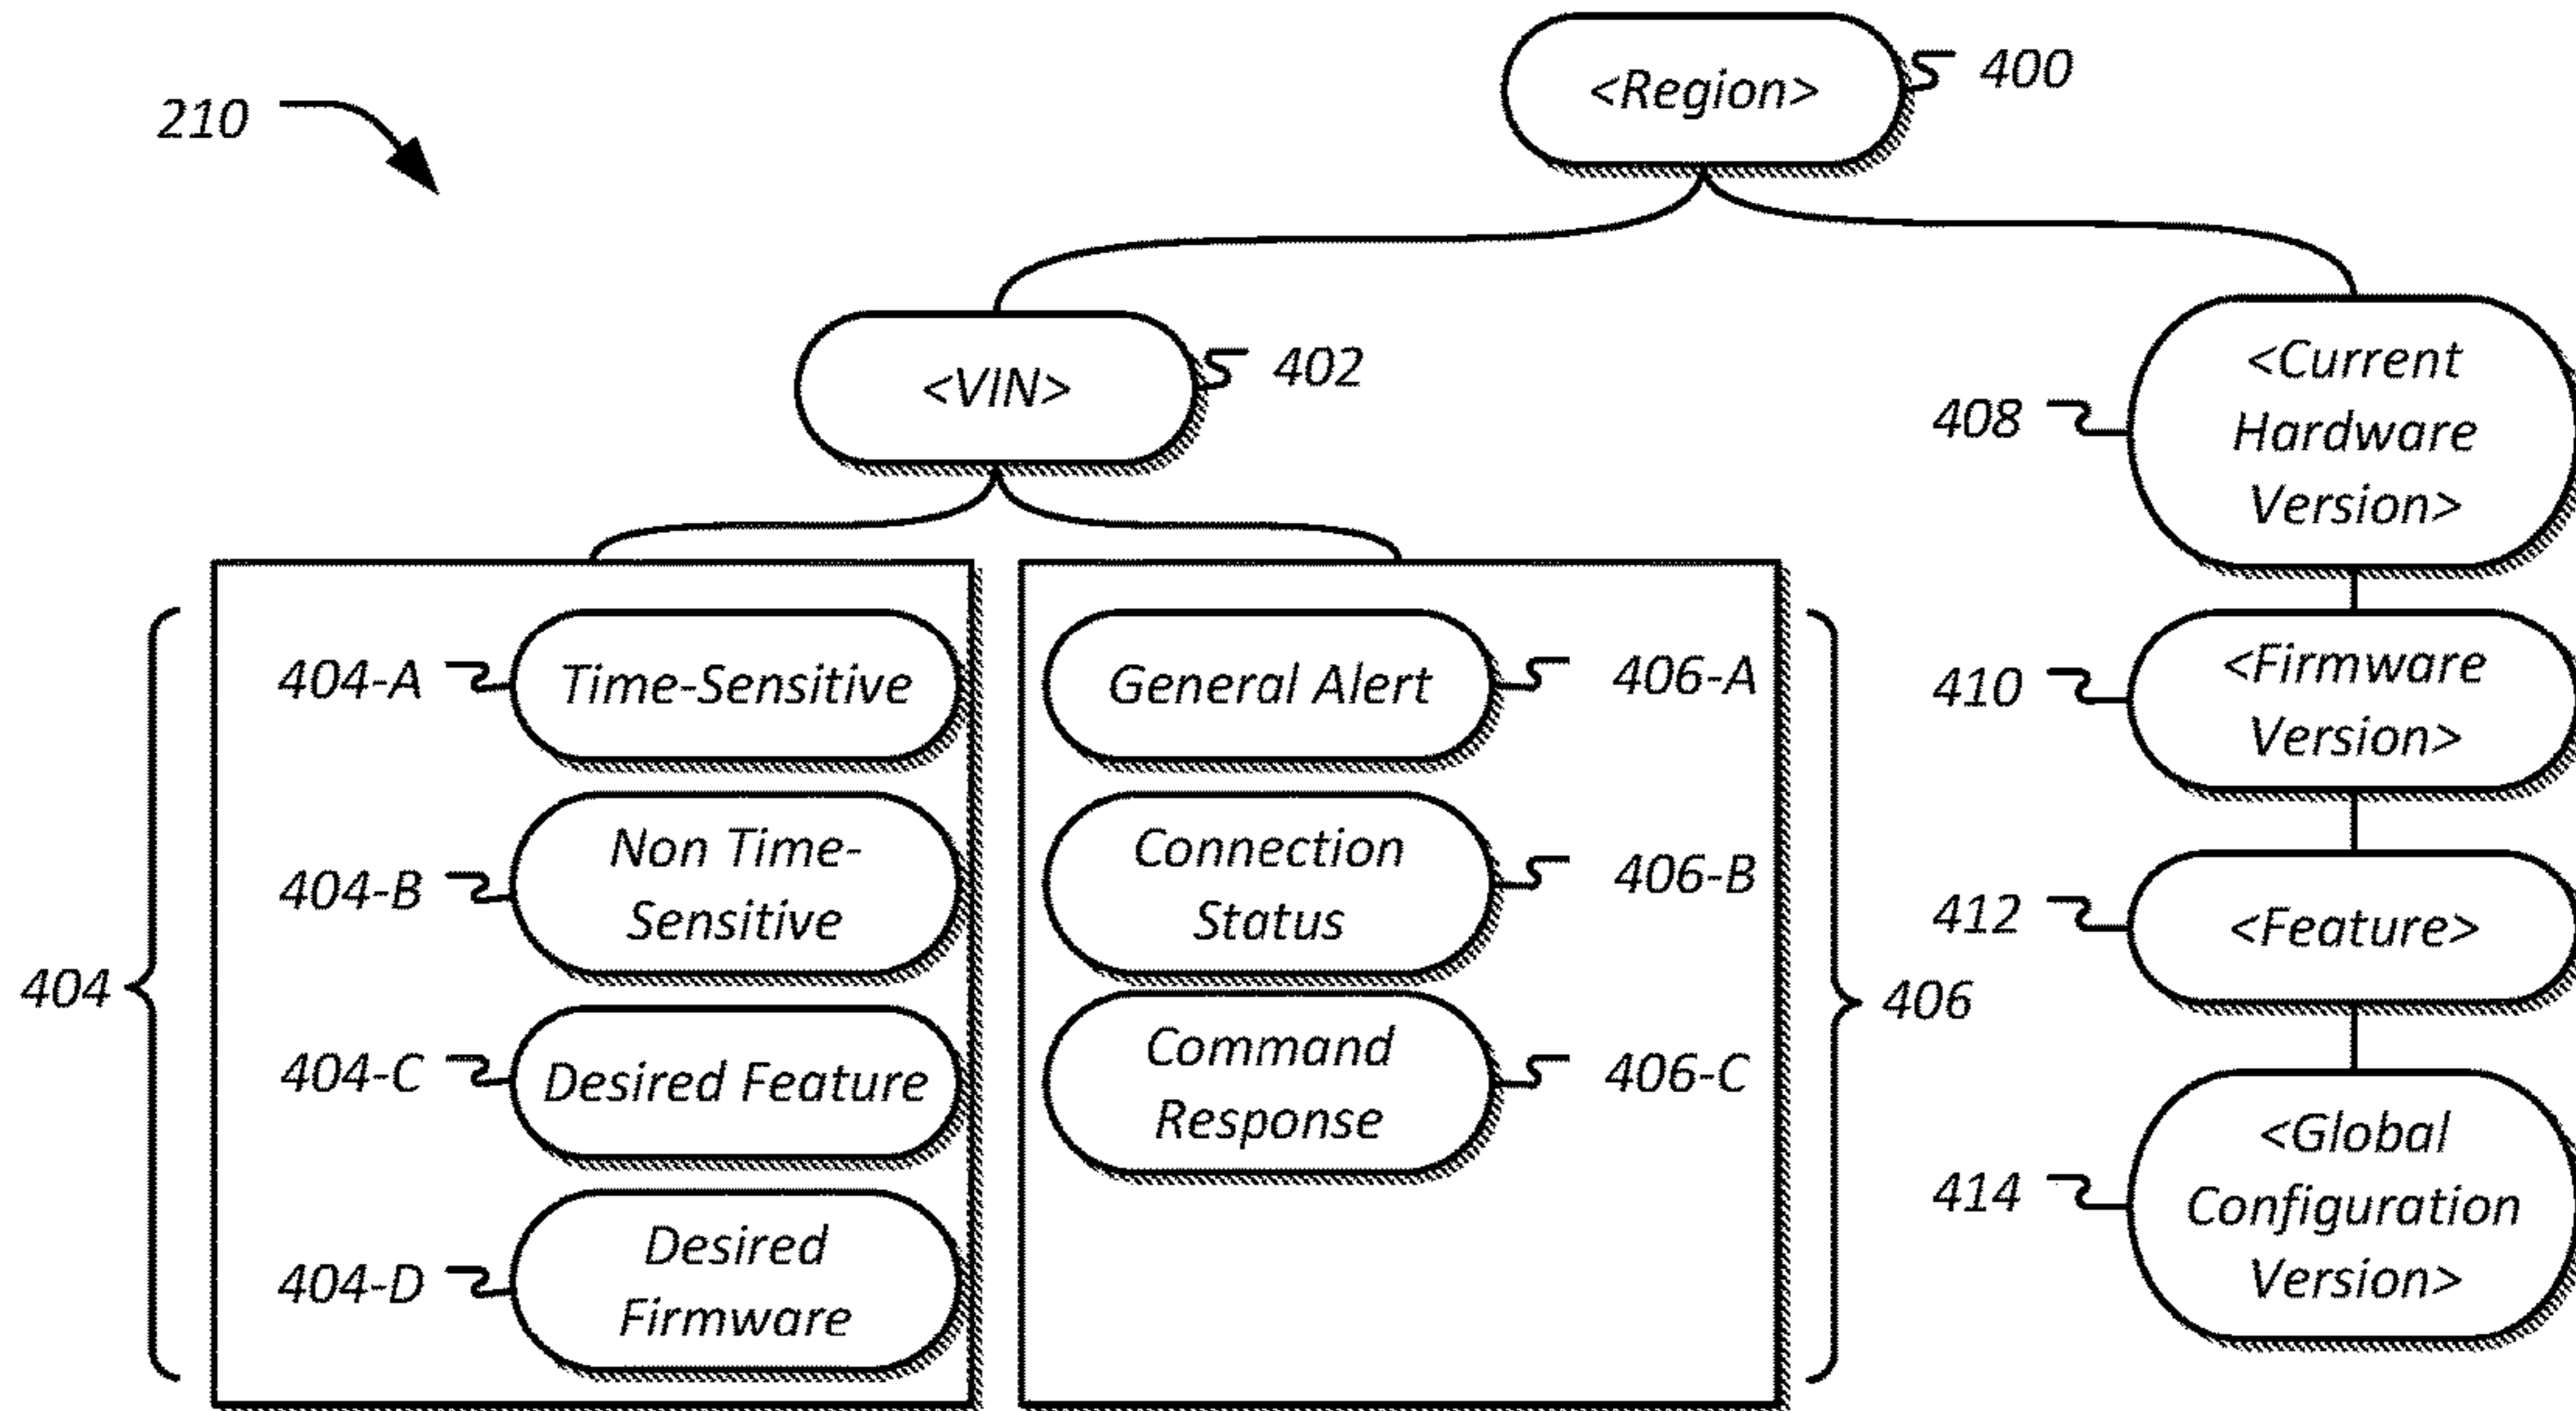 <Region>
400
210
<VIN>
402
<Current
Hardware
Version>
408
404
404-A
Time-Sensitive
404-B
Non Time-
Sensitive
404-C
Desired Feature
404-D
Desired
Firmware
General Alert
406-A
Connection
Status
406-B
Command
Response
406-C
406
410
<Firmware
Version>
412
<Feature>
414
<Global
Configuration
Version>